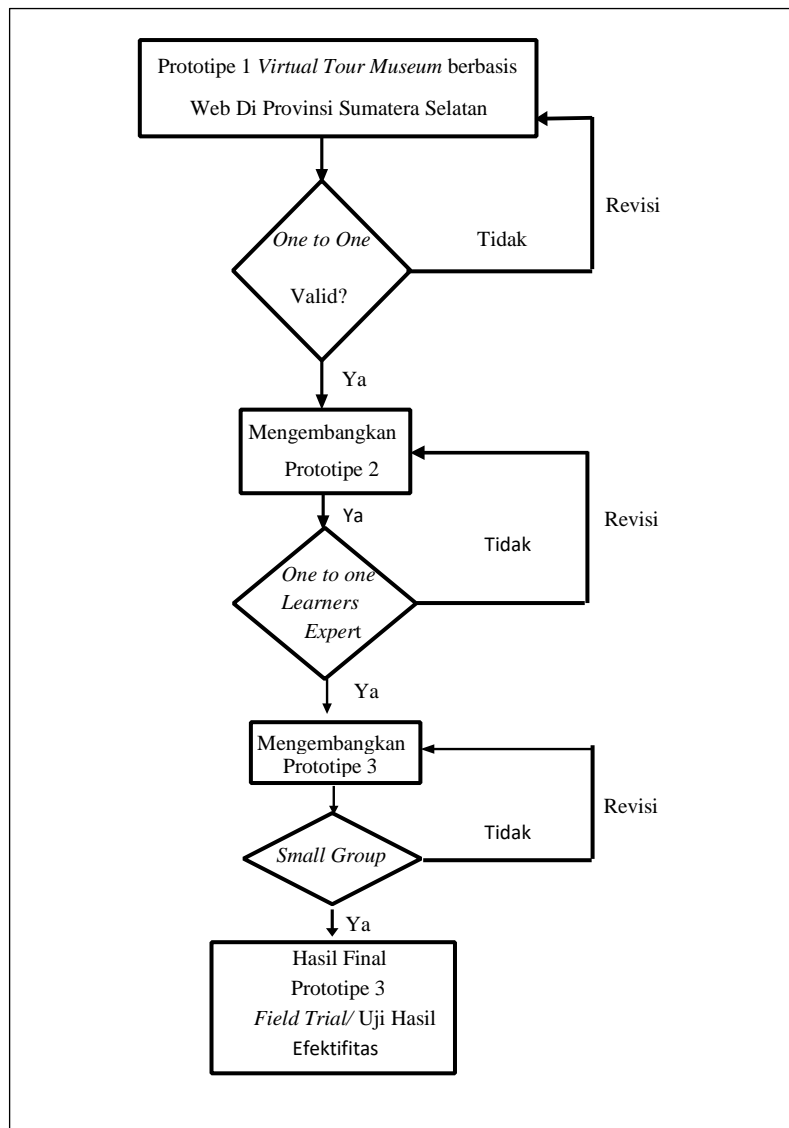 Prototipe 1 Virtual Tour Museum berbasis
Web Di Provinsi Sumatera Selatan
Revisi
One to One
Tidak
Valid?
Ya
Mengembangkan
Prototipe 2
Ya
Revisi
Tidak
One to one
Learners
Expert
Ya
Mengembangkan
Prototipe 3
Revisi
Tidak
Small Group
Ya
Hasil Final
Prototipe 3
Field Trial/ Uji Hasil
Efektifitas